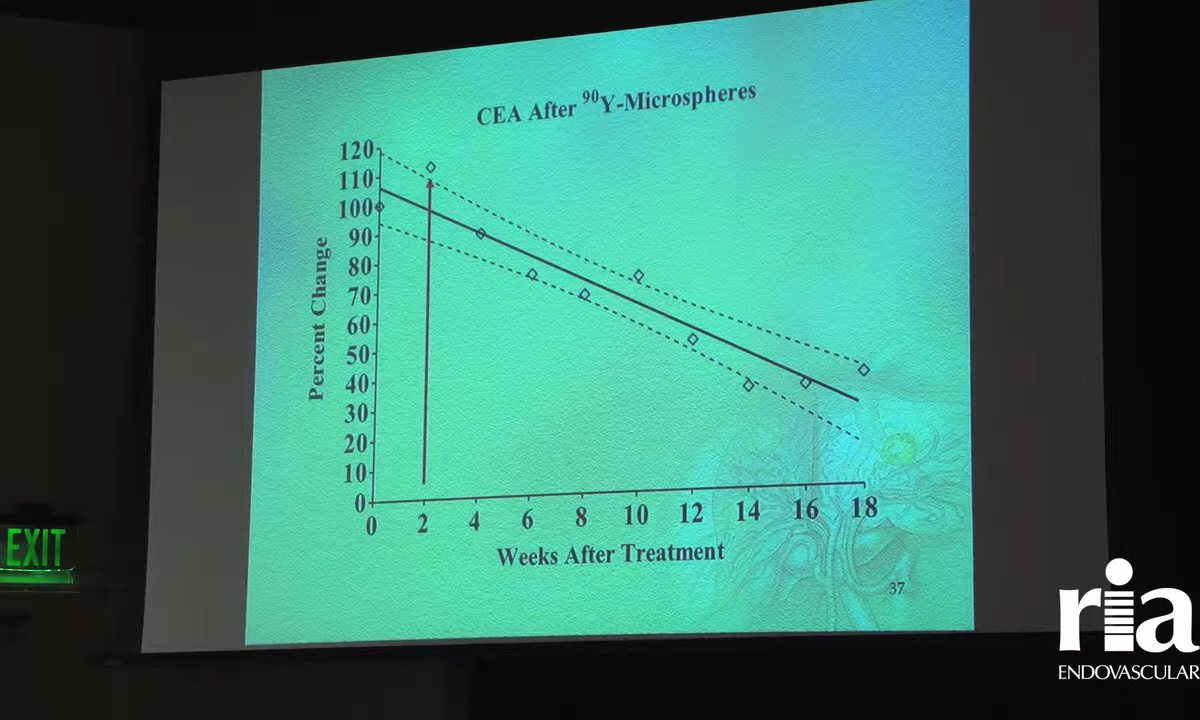 CEA After ⁹⁰Y-Microspheres
120
110
100
90
80
70
60
50
40
30
20
10
0
Percent Change
0 2 4 6 8 10 12 14 16 18
Weeks After Treatment
37
EXIT
ria
ENDOVASCULAR